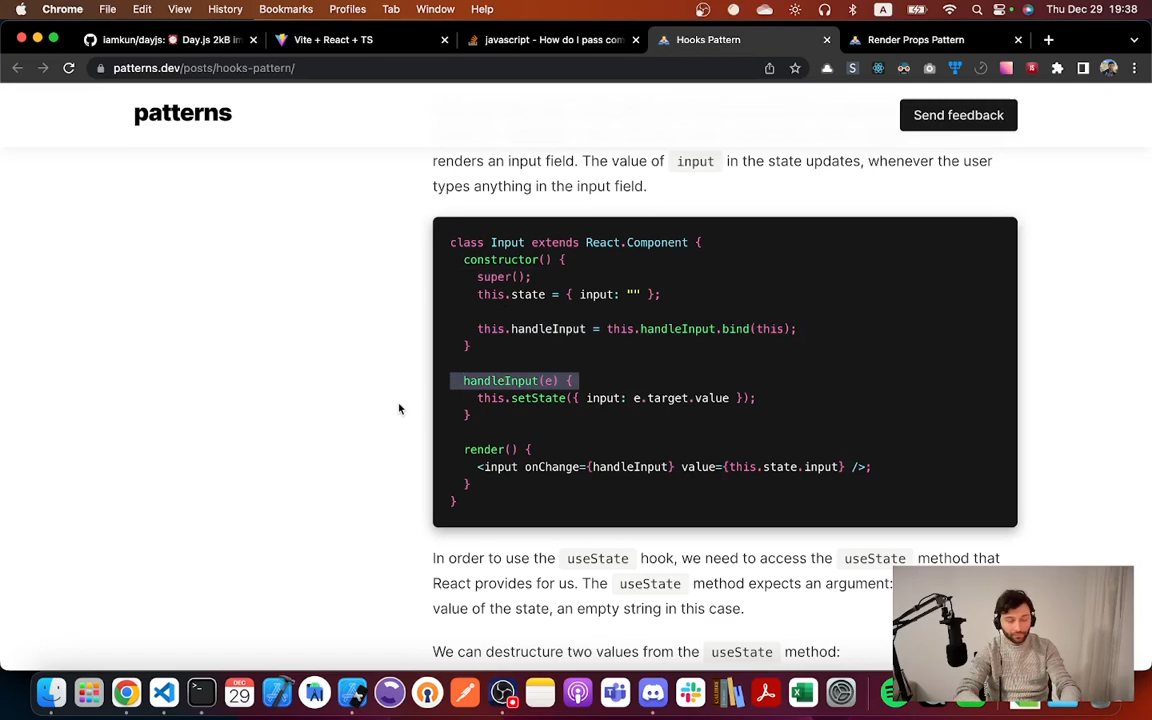 Chrome File Edit View History Bookmarks Profiles Tab Window Help A Thu Dec 29 19:38
iamkun/dayjs: ⏰ Day.js 2kB im Vite + React + TS javascript - How do I pass com Hooks Pattern Render Props Pattern
patterns.dev/posts/hooks-pattern/
patterns
Send feedback
renders an input field. The value of input in the state updates, whenever the user
types anything in the input field.
class Input extends React.Component {
constructor() {
super();
this.state = { input: "" };
this.handleInput = this.handleInput.bind(this);
}
handleInput(e) {
this.setState({ input: e.target.value });
}
render() {
<input onChange={handleInput} value={this.state.input} />;
}
}
In order to use the useState hook, we need to access the useState method that
React provides for us. The useState method expects an argument:
value of the state, an empty string in this case.
We can destructure two values from the useState method:
DEC
29